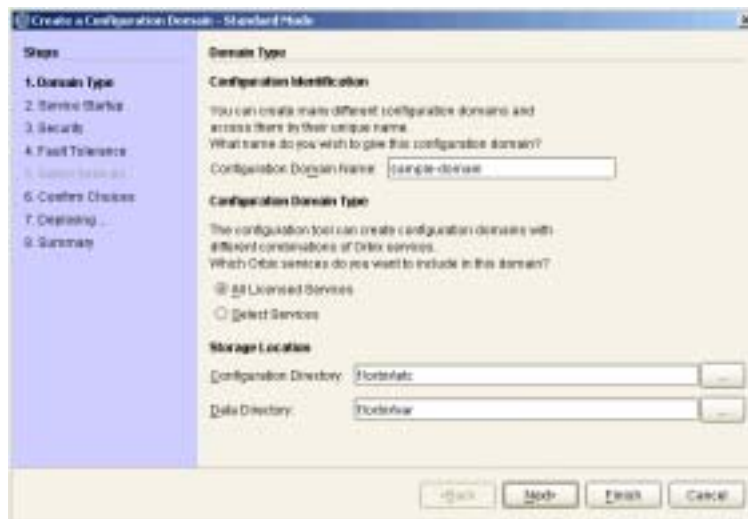 Create a Configuration Domain - Standard Mode
Steps
1. Domain Type
2. Service Startup
3. Security
4. Fault Tolerance
5. Select Services
6. Confirm Choices
7. Deploying ...
8. Summary
Domain Type
Configuration Identification
You can create many different configuration domains and
access them by their unique name.
What name do you wish to give this configuration domain?
Configuration Domain Name: sample-domain
Configuration Domain Type
The configuration tool can create configuration domains with
different combinations of Orbix services.
Which Orbix services do you want to include in this domain?
All Licensed Services
Select Services
Storage Location
Configuration Directory:
...
Data Directory:
...
<Back
Next>
Finish
Cancel